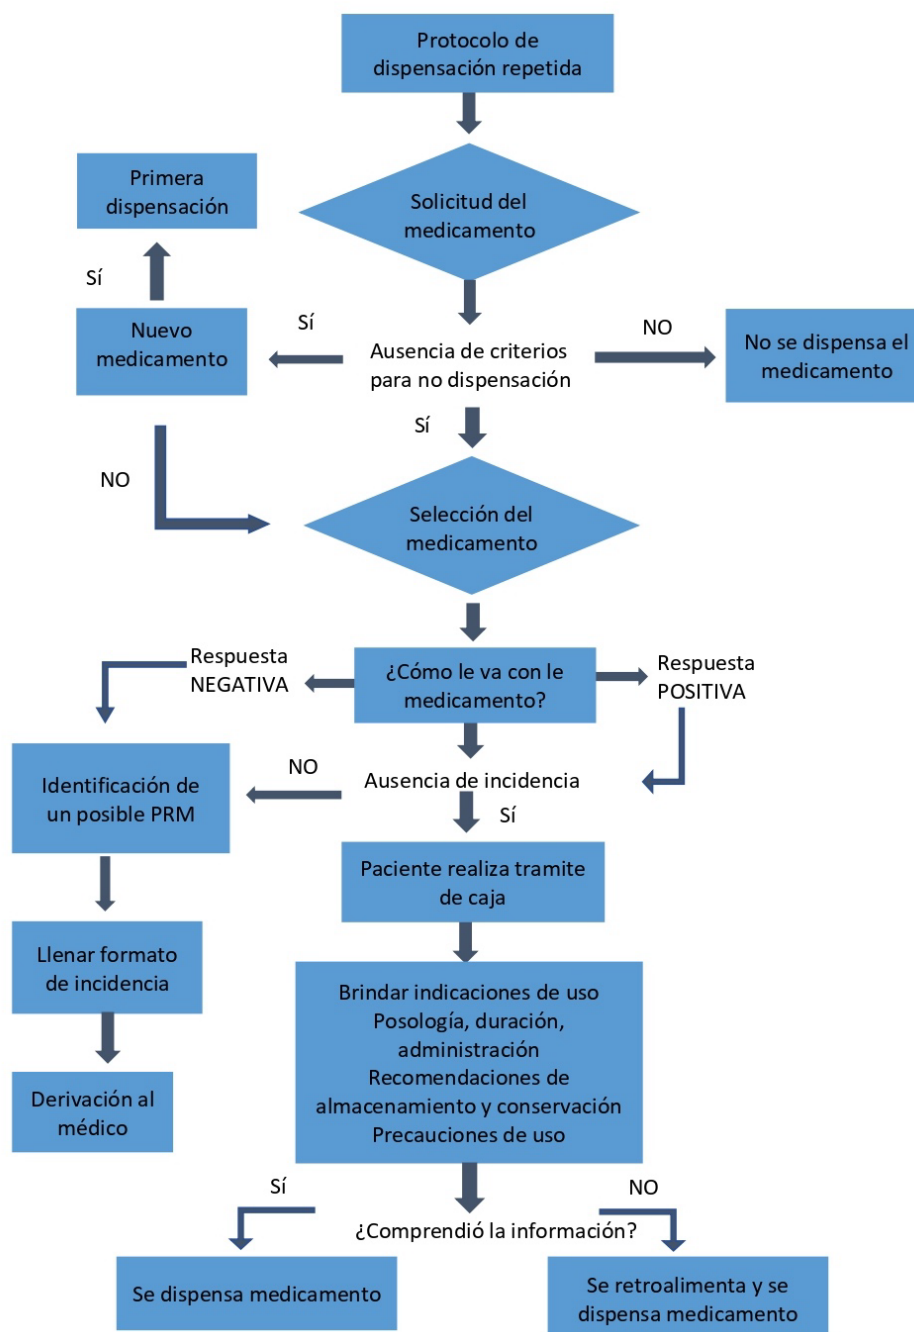 Protocolo de
dispensación repetida
Solicitud del
medicamento
Primera
dispensación
Sí
Nuevo
medicamento
Sí
Ausencia de criterios
para no dispensación
NO
No se dispensa el
medicamento
Sí
NO
Selección del
medicamento
Respuesta
NEGATIVA
¿Cómo le va con le
medicamento?
Respuesta
POSITIVA
Identificación de
un posible PRM
NO
Ausencia de incidencia
Sí
Paciente realiza tramite
de caja
Llenar formato
de incidencia
Derivación al
médico
Brindar indicaciones de uso
Posología, duración,
administración
Recomendaciones de
almacenamiento y conservación
Precauciones de uso
Sí
NO
¿Comprendió la información?
Se dispensa medicamento
Se retroalimenta y se
dispensa medicamento